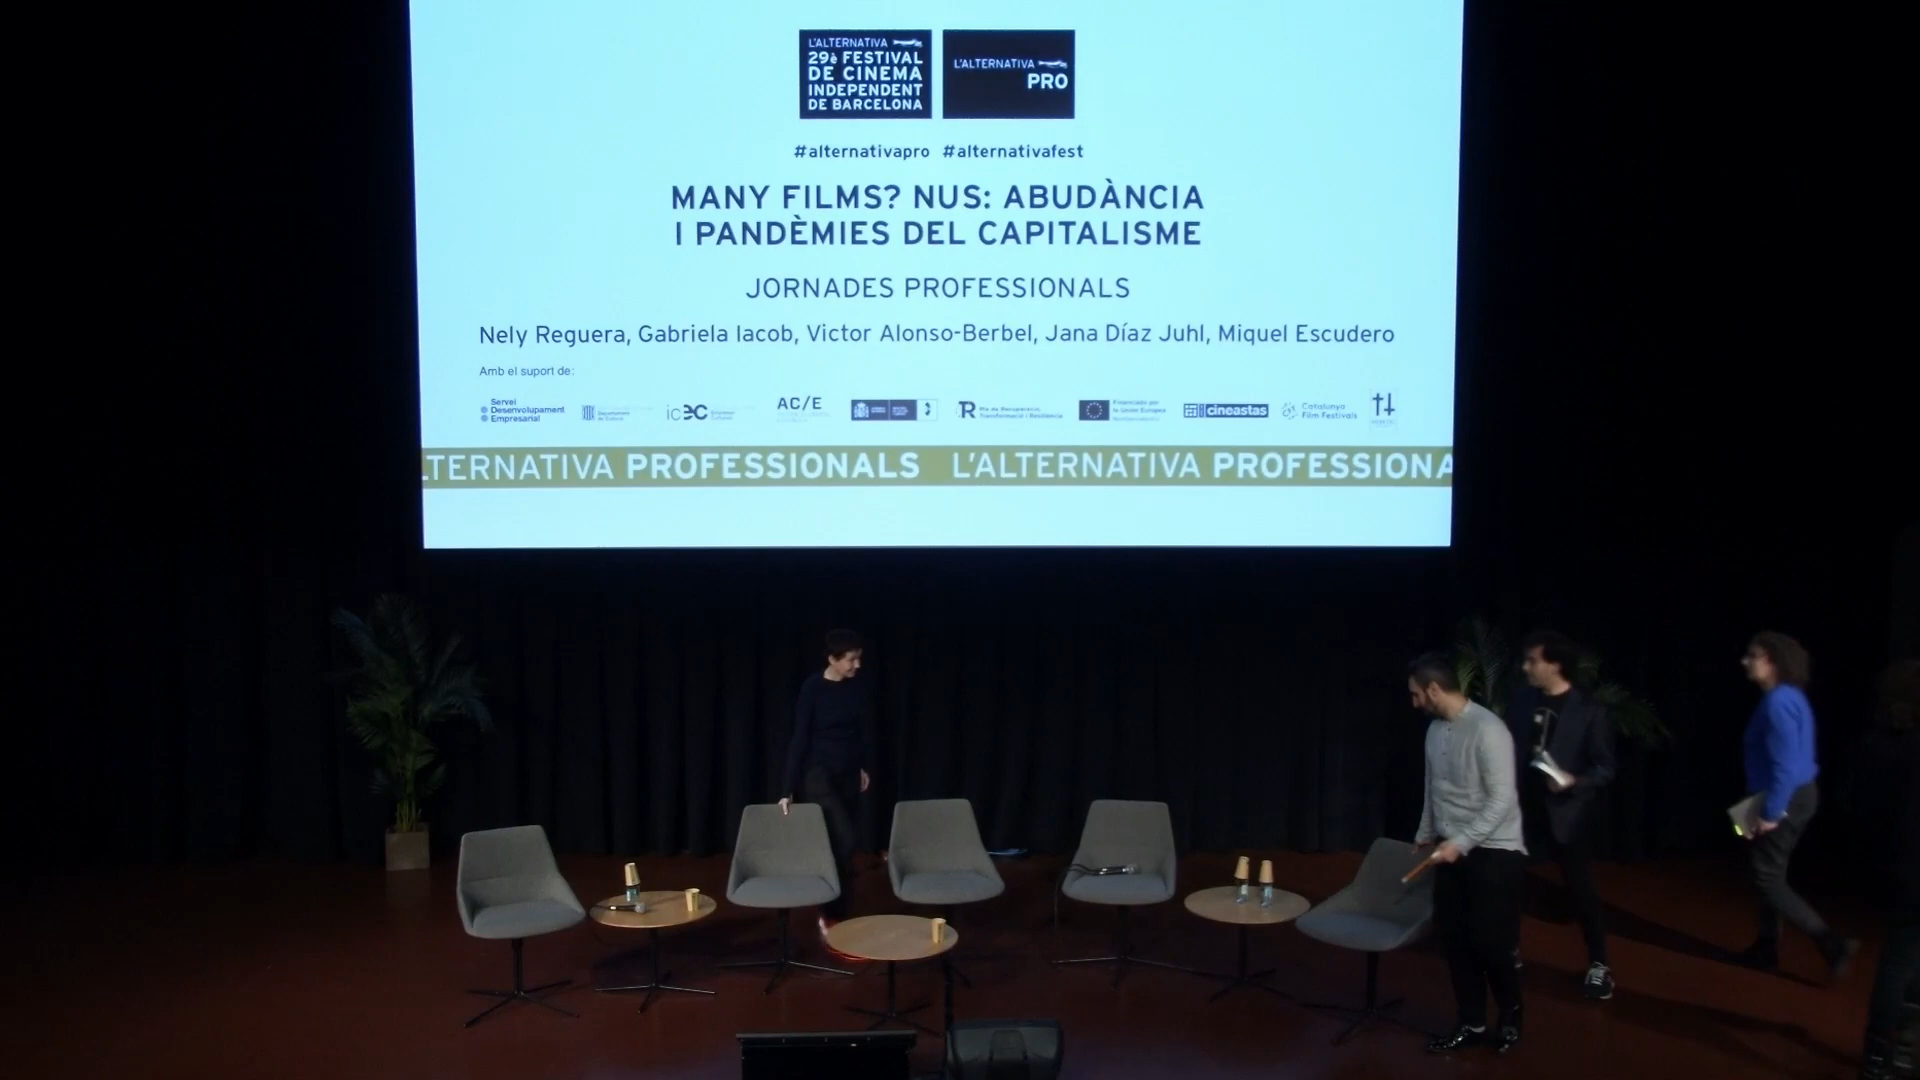 L'ALTERNATIVA
29è FESTIVAL
DE CINEMA
INDEPENDENT
DE BARCELONA
L'ALTERNATIVA
PRO
#alternativapro #alternativafest
MANY FILMS? NUS: ABUDÀNCIA
I PANDÈMIES DEL CAPITALISME
JORNADES PROFESSIONALS
Nely Reguera, Gabriela Iacob, Victor Alonso-Berbel, Jana Díaz Juhl, Miquel Escudero
Amb el suport de:
Servei
Desenvolupament
Empresarial
icec
AC/E
cineastas
Catalunya
Film Festivals
LTERNATIVA PROFESSIONALS L'ALTERNATIVA PROFESSIONA